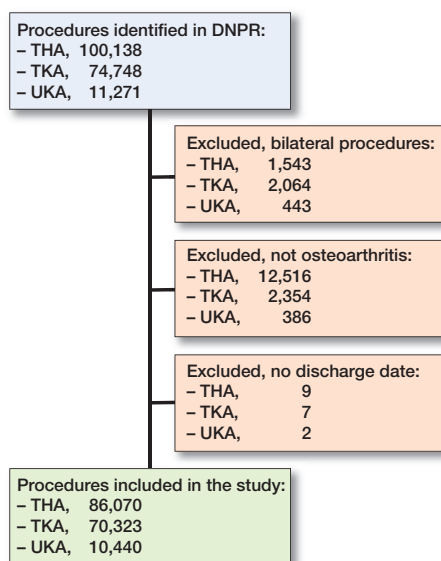 Procedures identified in DNPR:
– THA, 100,138
– TKA, 74,748
– UKA, 11,271
Excluded, bilateral procedures:
– THA, 1,543
– TKA, 2,064
– UKA, 443
Excluded, not osteoarthritis:
– THA, 12,516
– TKA, 2,354
– UKA, 386
Excluded, no discharge date:
– THA, 9
– TKA, 7
– UKA, 2
Procedures included in the study:
– THA, 86,070
– TKA, 70,323
– UKA, 10,440